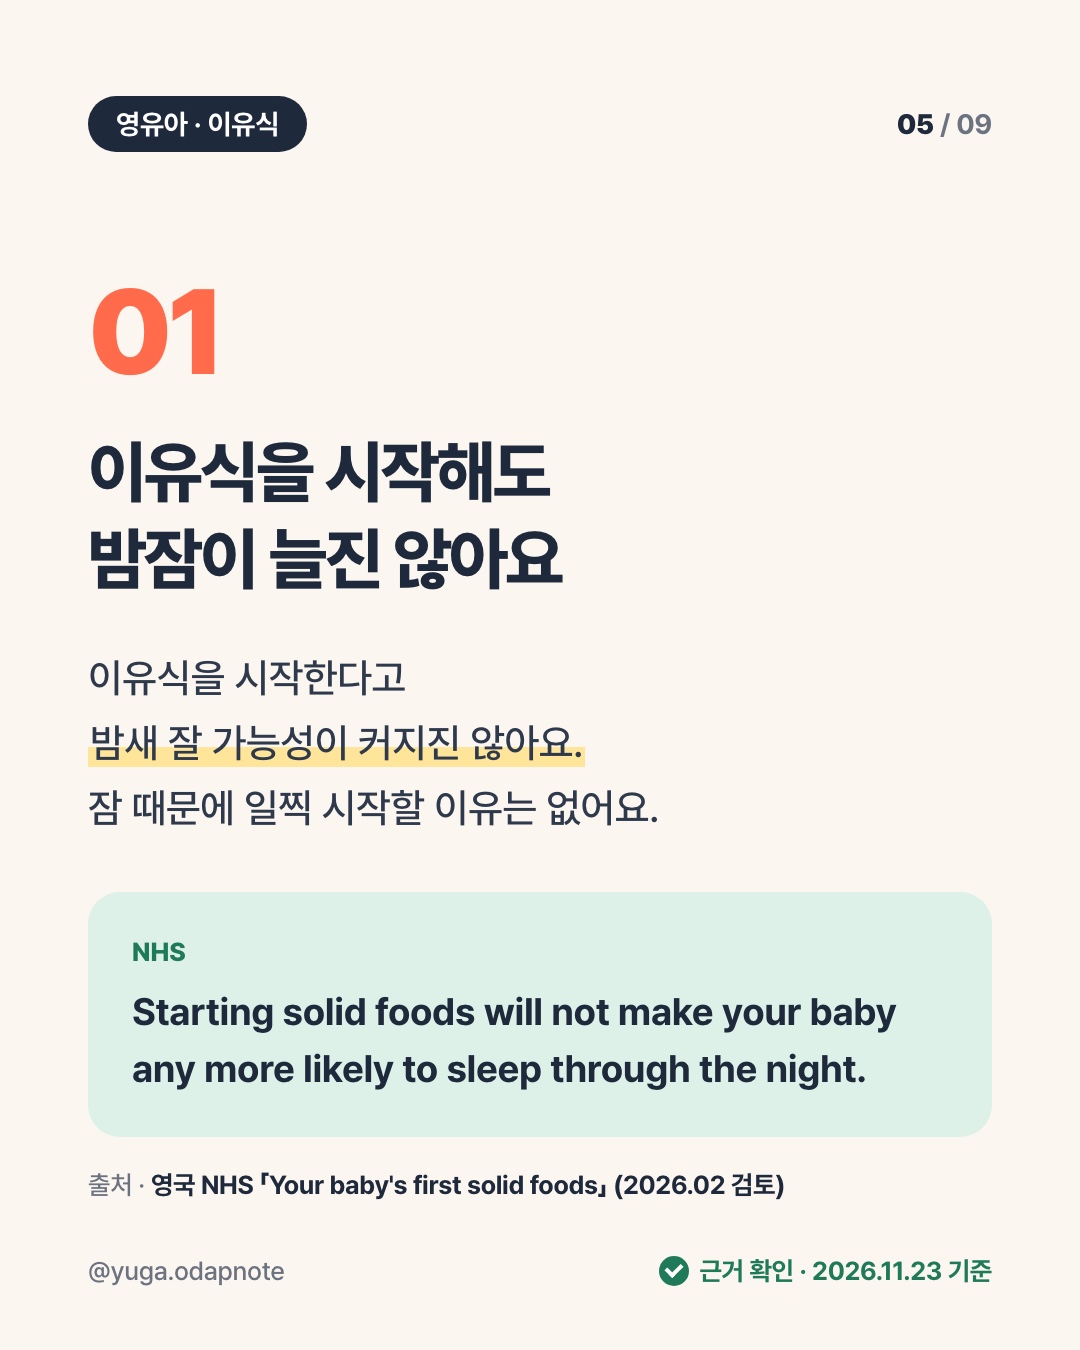 영유아 · 이유식
05 / 09
01
이유식을 시작해도
밤잠이 늘진 않아요
이유식을 시작한다고
밤새 잘 가능성이 커지진 않아요.
잠 때문에 일찍 시작할 이유는 없어요.
NHS
Starting solid foods will not make your baby
any more likely to sleep through the night.
출처 · 영국 NHS 「Your baby's first solid foods」 (2026.02 검토)
@yuga.odapnote
근거 확인 · 2026.11.23 기준